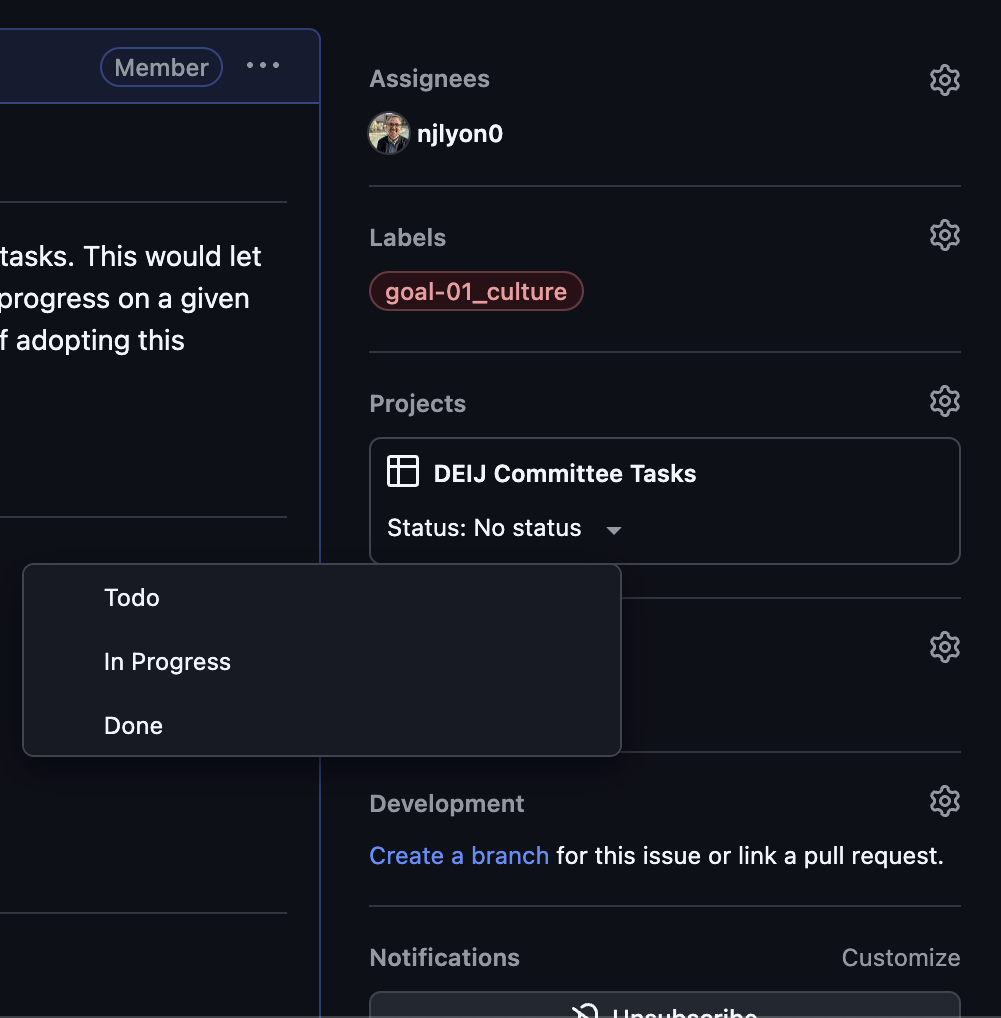 Member
tasks. This would let
progress on a given
f adopting this
Assignees
njlyon0
Labels
goal-01_culture
Projects
DEIJ Committee Tasks
Status: No status
Todo
In Progress
Done
Development
Create a branch for this issue or link a pull request.
Notifications
Customize
Unsubscribe